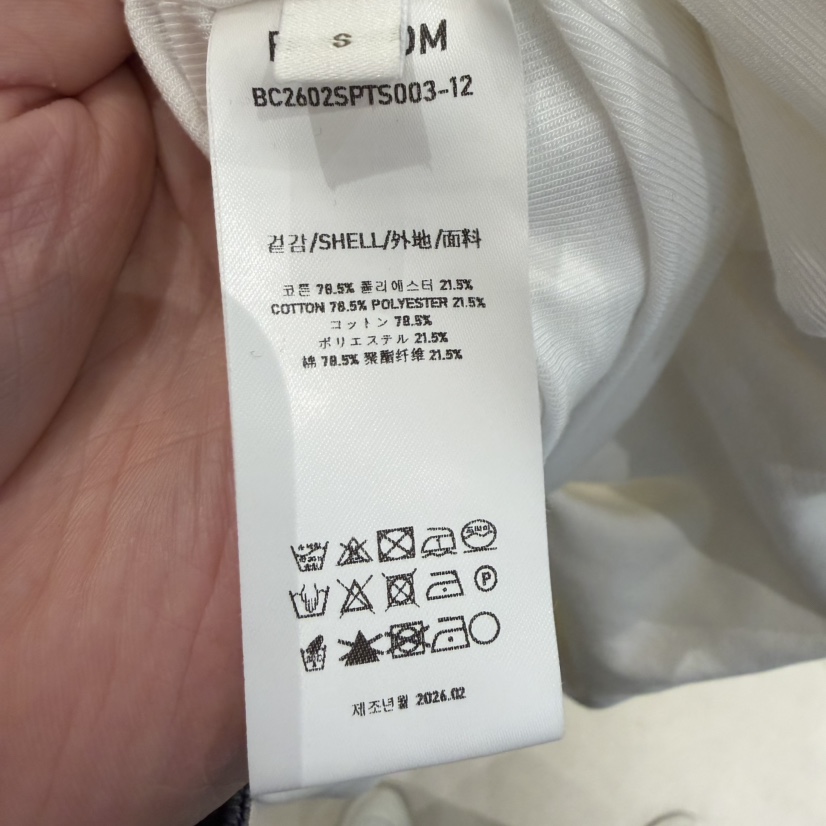 S
BC2602SPTS003-12
겉감/SHELL/外地/面料
코튼 78.5% 폴리에스터 21.5%
COTTON 78.5% POLYESTER 21.5%
コットン 78.5%
ポリエステル 21.5%
棉 78.5% 聚酯纤维 21.5%
P
제조년월 2026.02